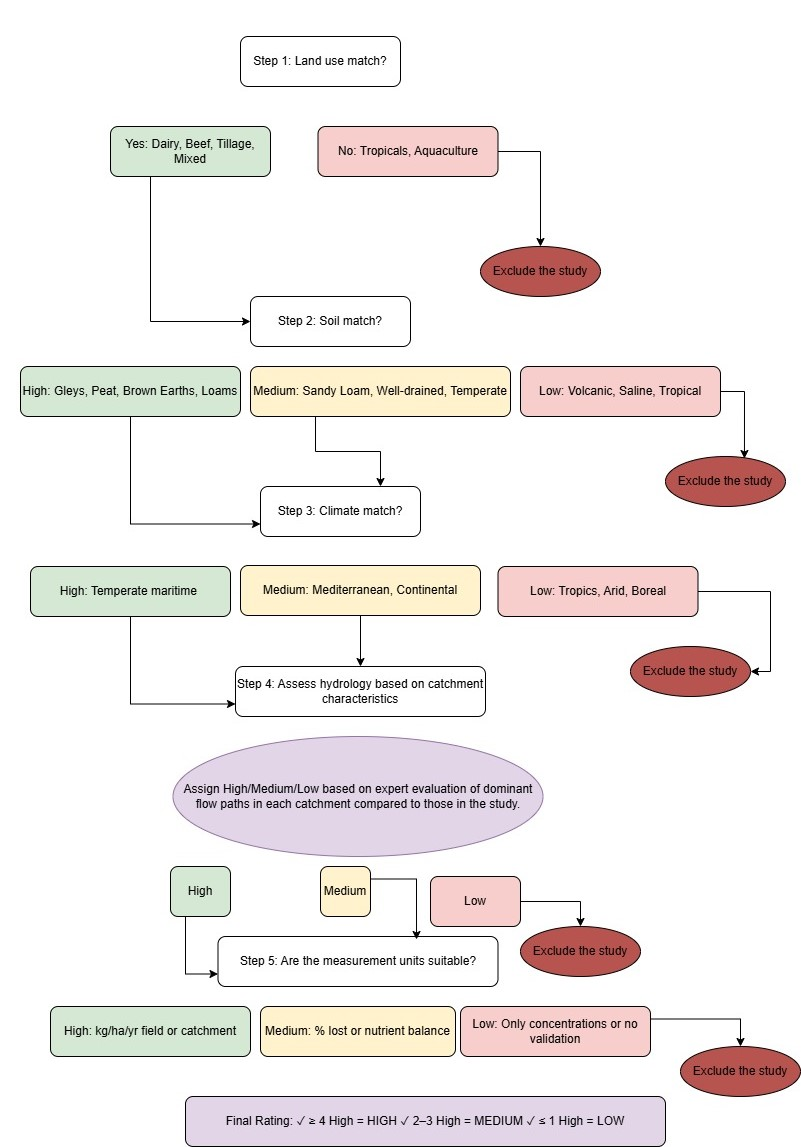 Step 1: Land use match?
Yes: Dairy, Beef, Tillage,
Mixed
No: Tropicals, Aquaculture
Exclude the study
Step 2: Soil match?
High: Gleys, Peat, Brown Earths, Loams
Medium: Sandy Loam, Well-drained, Temperate
Low: Volcanic, Saline, Tropical
Exclude the study
Step 3: Climate match?
High: Temperate maritime
Medium: Mediterranean, Continental
Low: Tropics, Arid, Boreal
Exclude the study
Step 4: Assess hydrology based on catchment
characteristics
Assign High/Medium/Low based on expert evaluation of dominant
flow paths in each catchment compared to those in the study.
High
Medium
Low
Exclude the study
Step 5: Are the measurement units suitable?
High: kg/ha/yr field or catchment
Medium: % lost or nutrient balance
Low: Only concentrations or no
validation
Exclude the study
Final Rating: ✓ ≥ 4 High = HIGH ✓ 2–3 High = MEDIUM ✓ ≤ 1 High = LOW